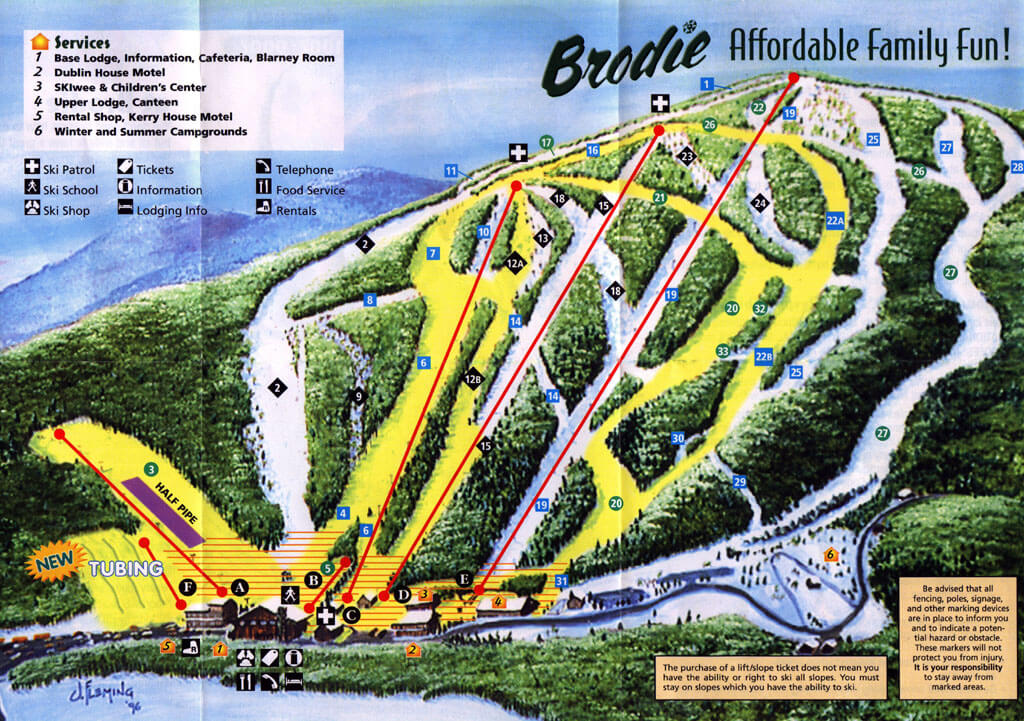 Brodie Affordable Family Fun!
Services
1 Base Lodge, Information, Cafeteria, Blarney Room
2 Dublin House Motel
3 SKIwee & Children's Center
4 Upper Lodge, Canteen
5 Rental Shop, Kerry House Motel
6 Winter and Summer Campgrounds
Ski Patrol Tickets Telephone
Ski School Information Food Service
Ski Shop Lodging Info Rentals
1
22
19
26
17
16
23
25
27
28
11
26
18
15
21
24
22A
2
10
13
7
12A
27
8
18
19
20
32
14
6
33
22B
25
12B
2
9
14
15
30
27
3
HALF PIPE
29
4
19
20
6
NEW TUBING
5
31
6
F A B C D E
3
4
5
1
2
Be advised that all
fencing, poles, signage,
and other marking devices
are in place to inform you
and to indicate a poten-
tial hazard or obstacle.
These markers will not
protect you from injury.
It is your responsibility
to stay away from
marked areas.
The purchase of a lift/slope ticket does not mean you
have the ability or right to ski all slopes. You must
stay on slopes which you have the ability to ski.
J. FLEMING
'96